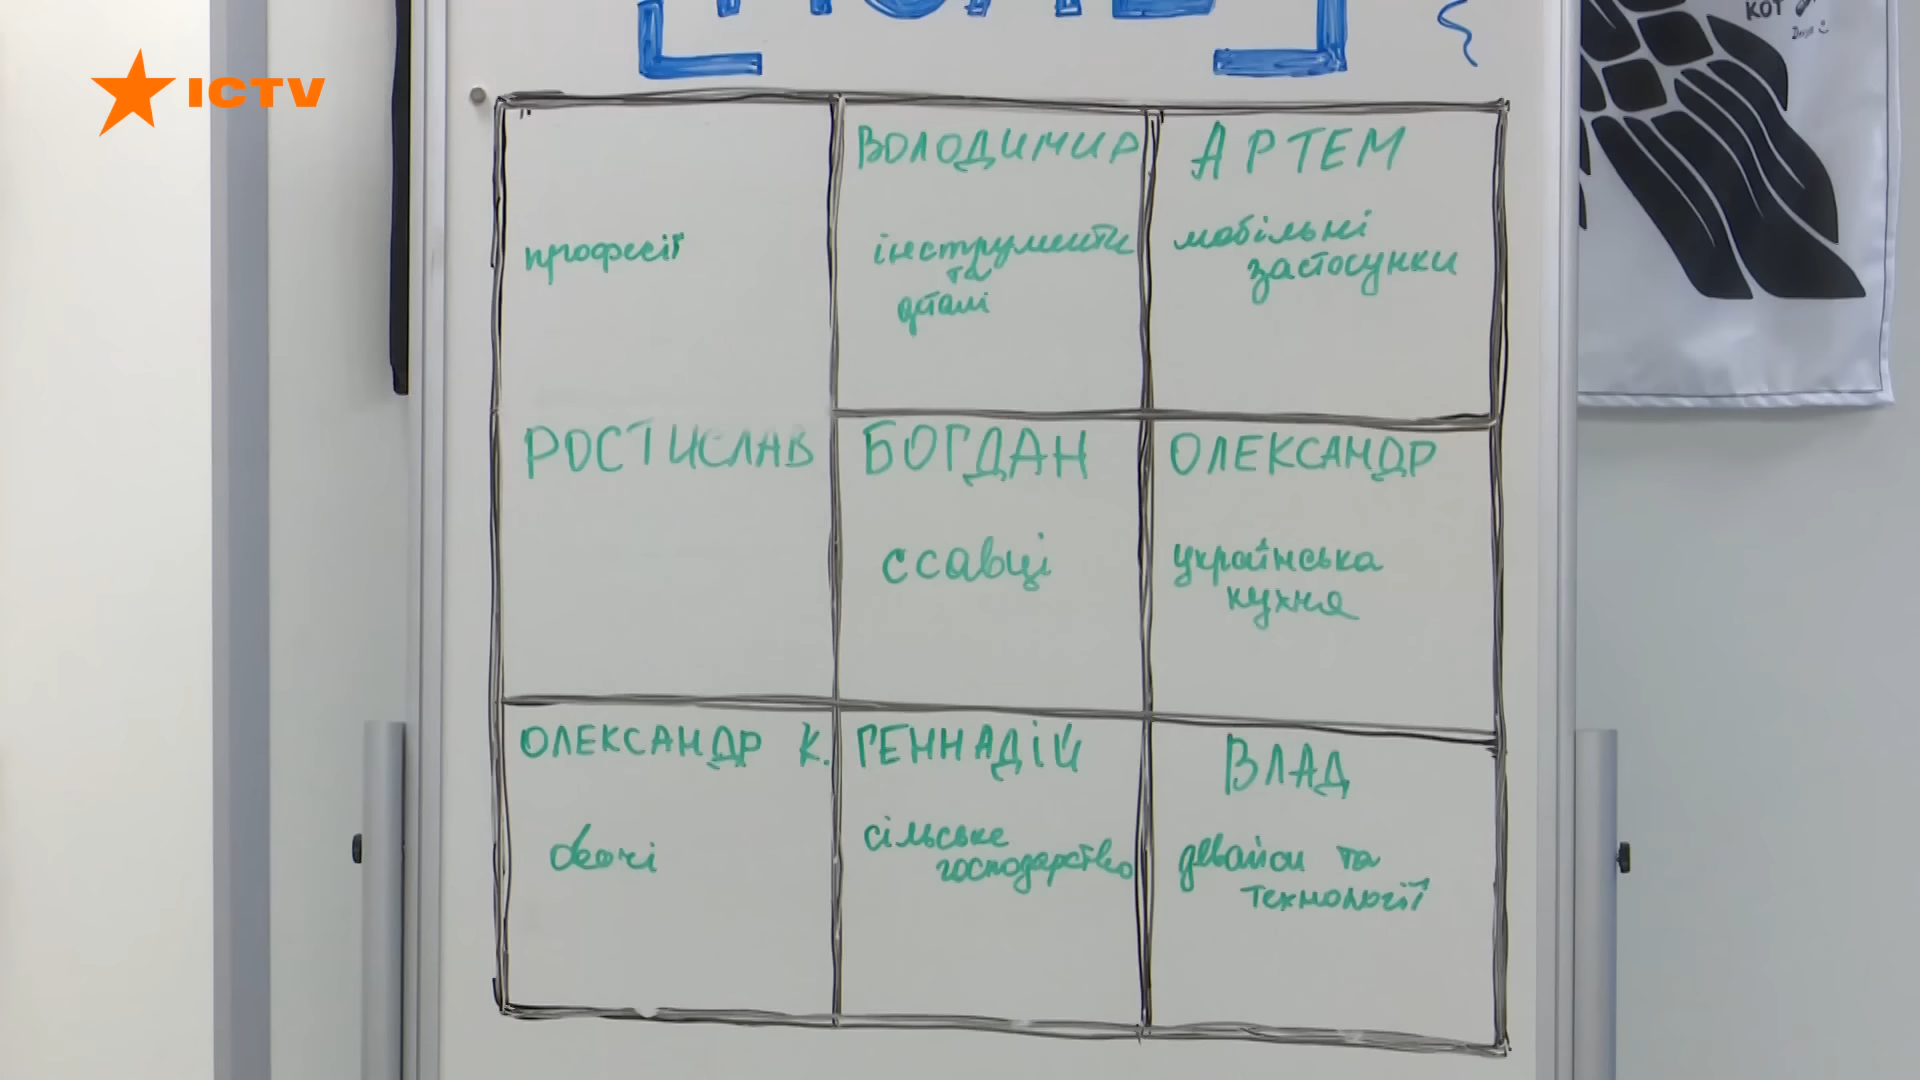 ICTV
КОТ
професії
ВОЛОДИМИР
інструменти
та
деталі
АРТЕМ
мобільні
застосунки
РОСТИСЛАВ
БОГДАН
ссавці
ОЛЕКСАНДР
українська
кухня
ОЛЕКСАНДР К.
овочі
ГЕННАДІЙ
сільське
господарство
ВЛАД
девайси та
технології